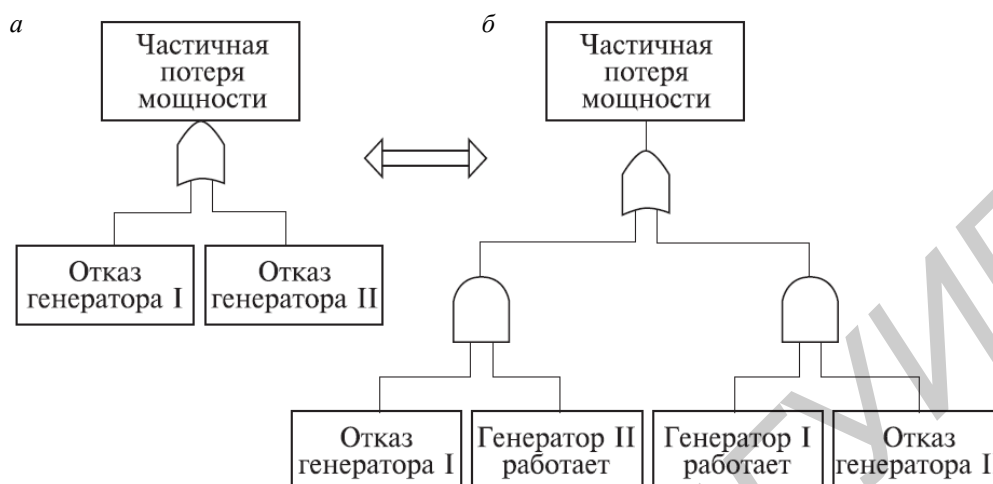 а
б
Частичная
потеря
мощности
Частичная
потеря
мощности
Отказ
генератора I
Отказ
генератора II
Отказ
генератора I
Генератор II
работает
Генератор I
работает
Отказ
генератора I